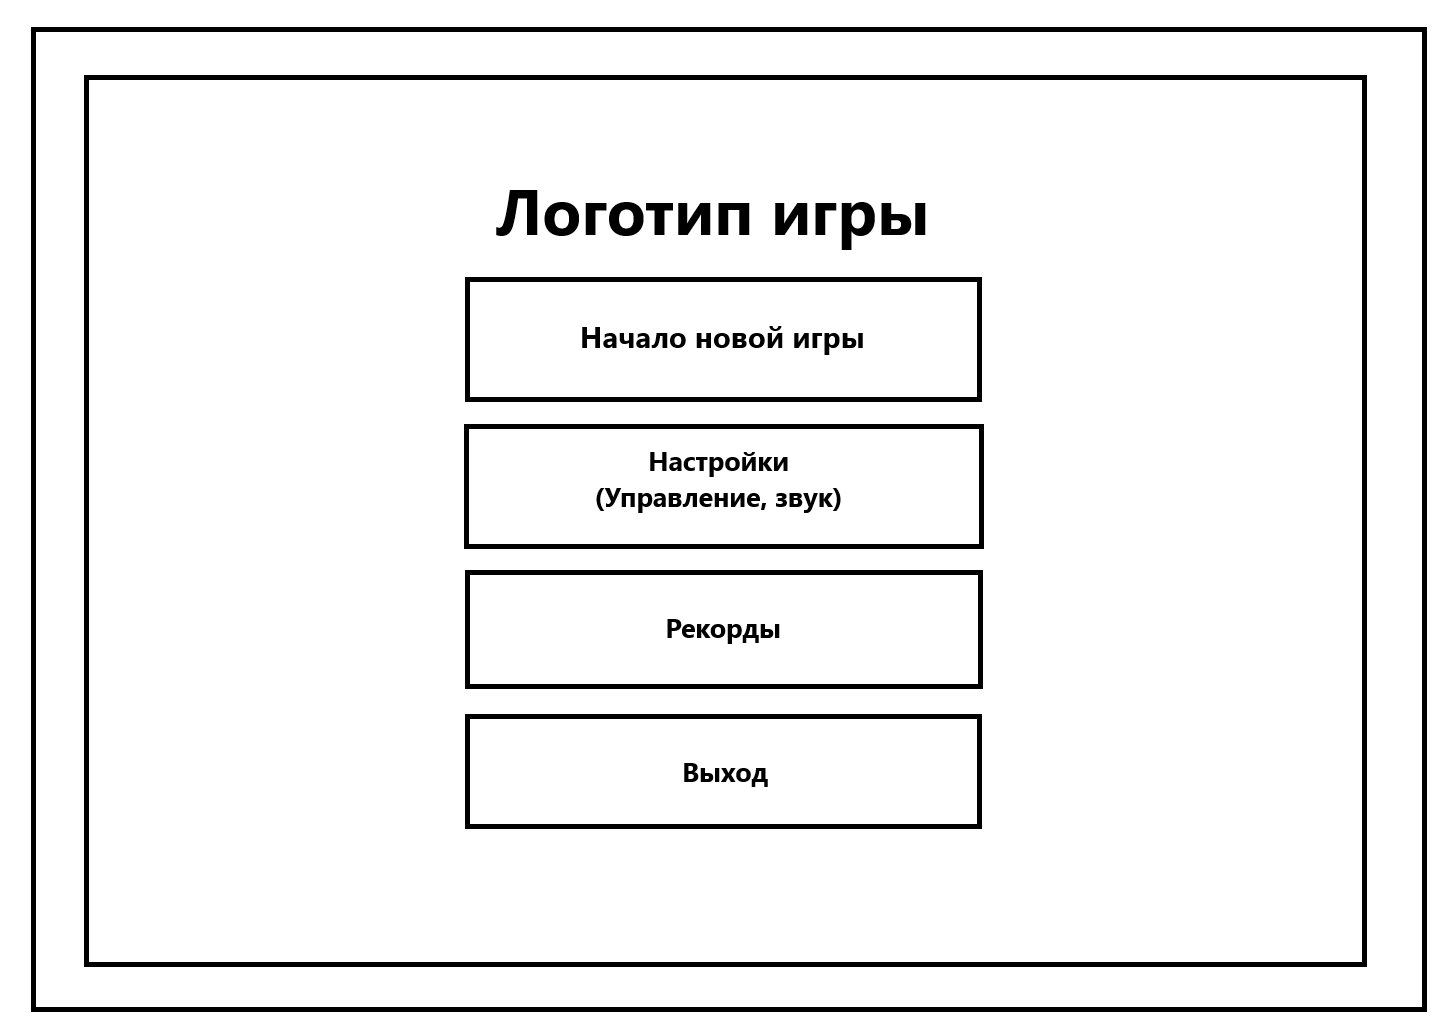 Логотип игры
Начало новой игры
Настройки
(Управление, звук)
Рекорды
Выход